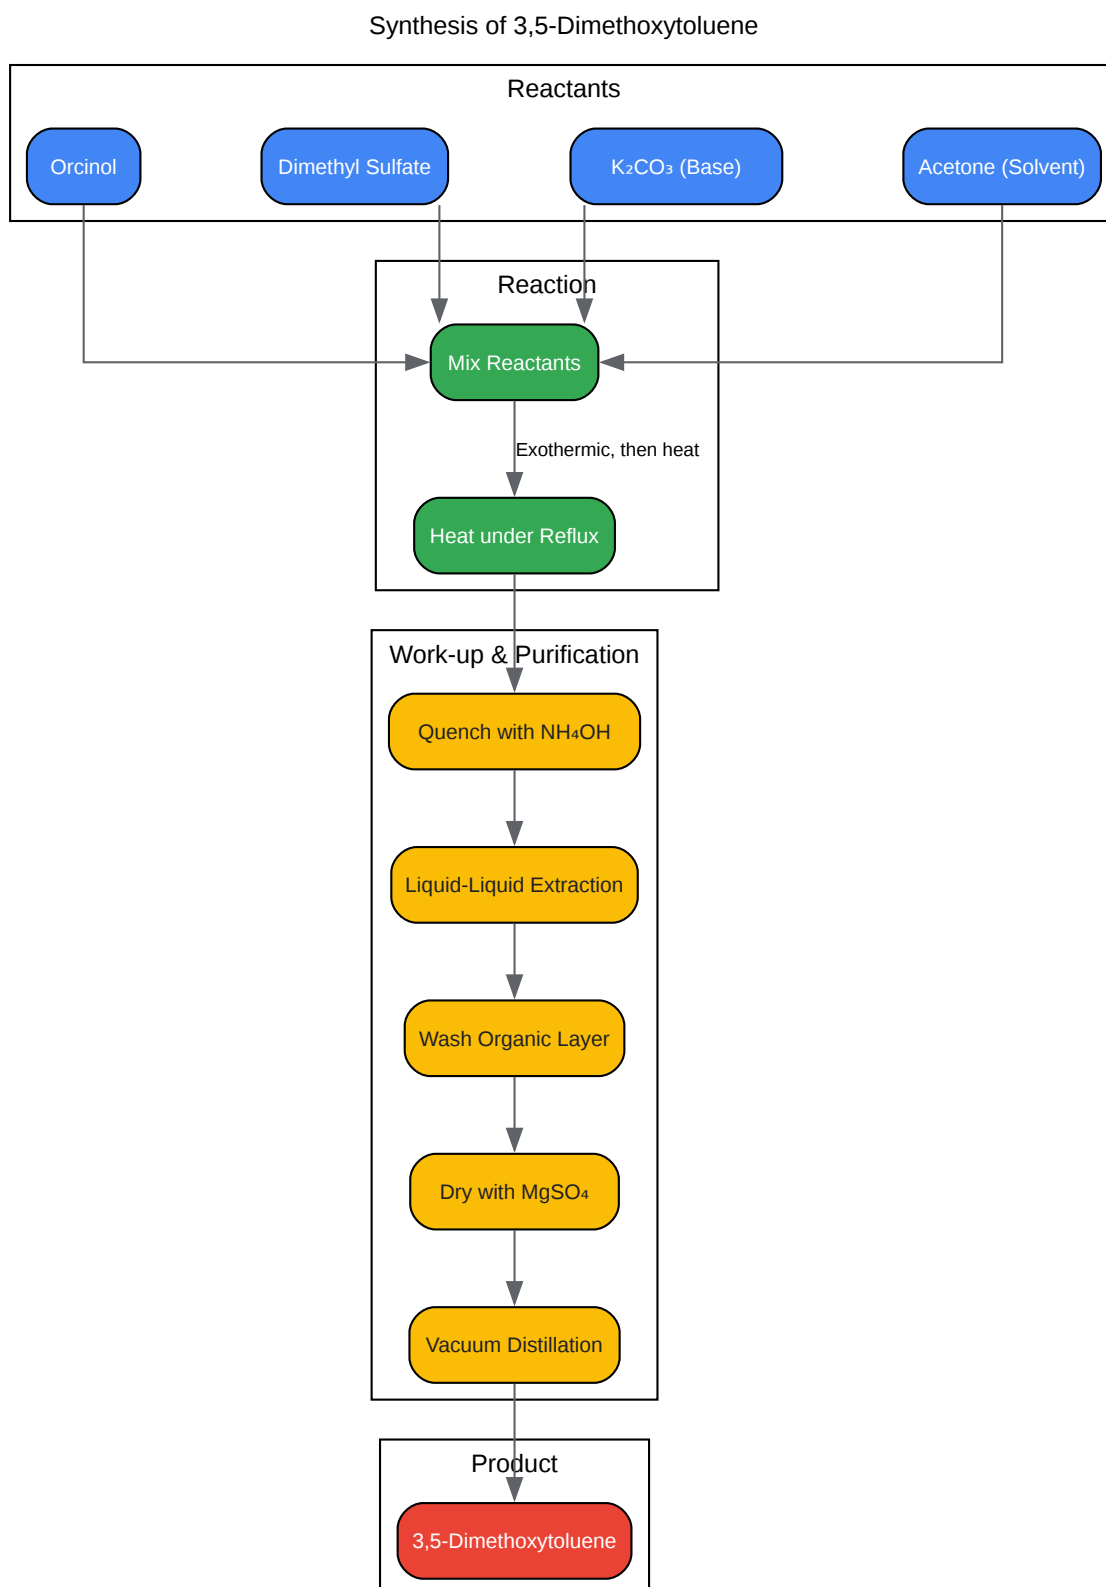 Synthesis of 3,5-Dimethoxytoluene
Reactants
Orcinol
Dimethyl Sulfate
K₂CO₃ (Base)
Acetone (Solvent)
Reaction
Mix Reactants
Exothermic, then heat
Heat under Reflux
Work-up & Purification
Quench with NH₄OH
Liquid-Liquid Extraction
Wash Organic Layer
Dry with MgSO₄
Vacuum Distillation
Product
3,5-Dimethoxytoluene